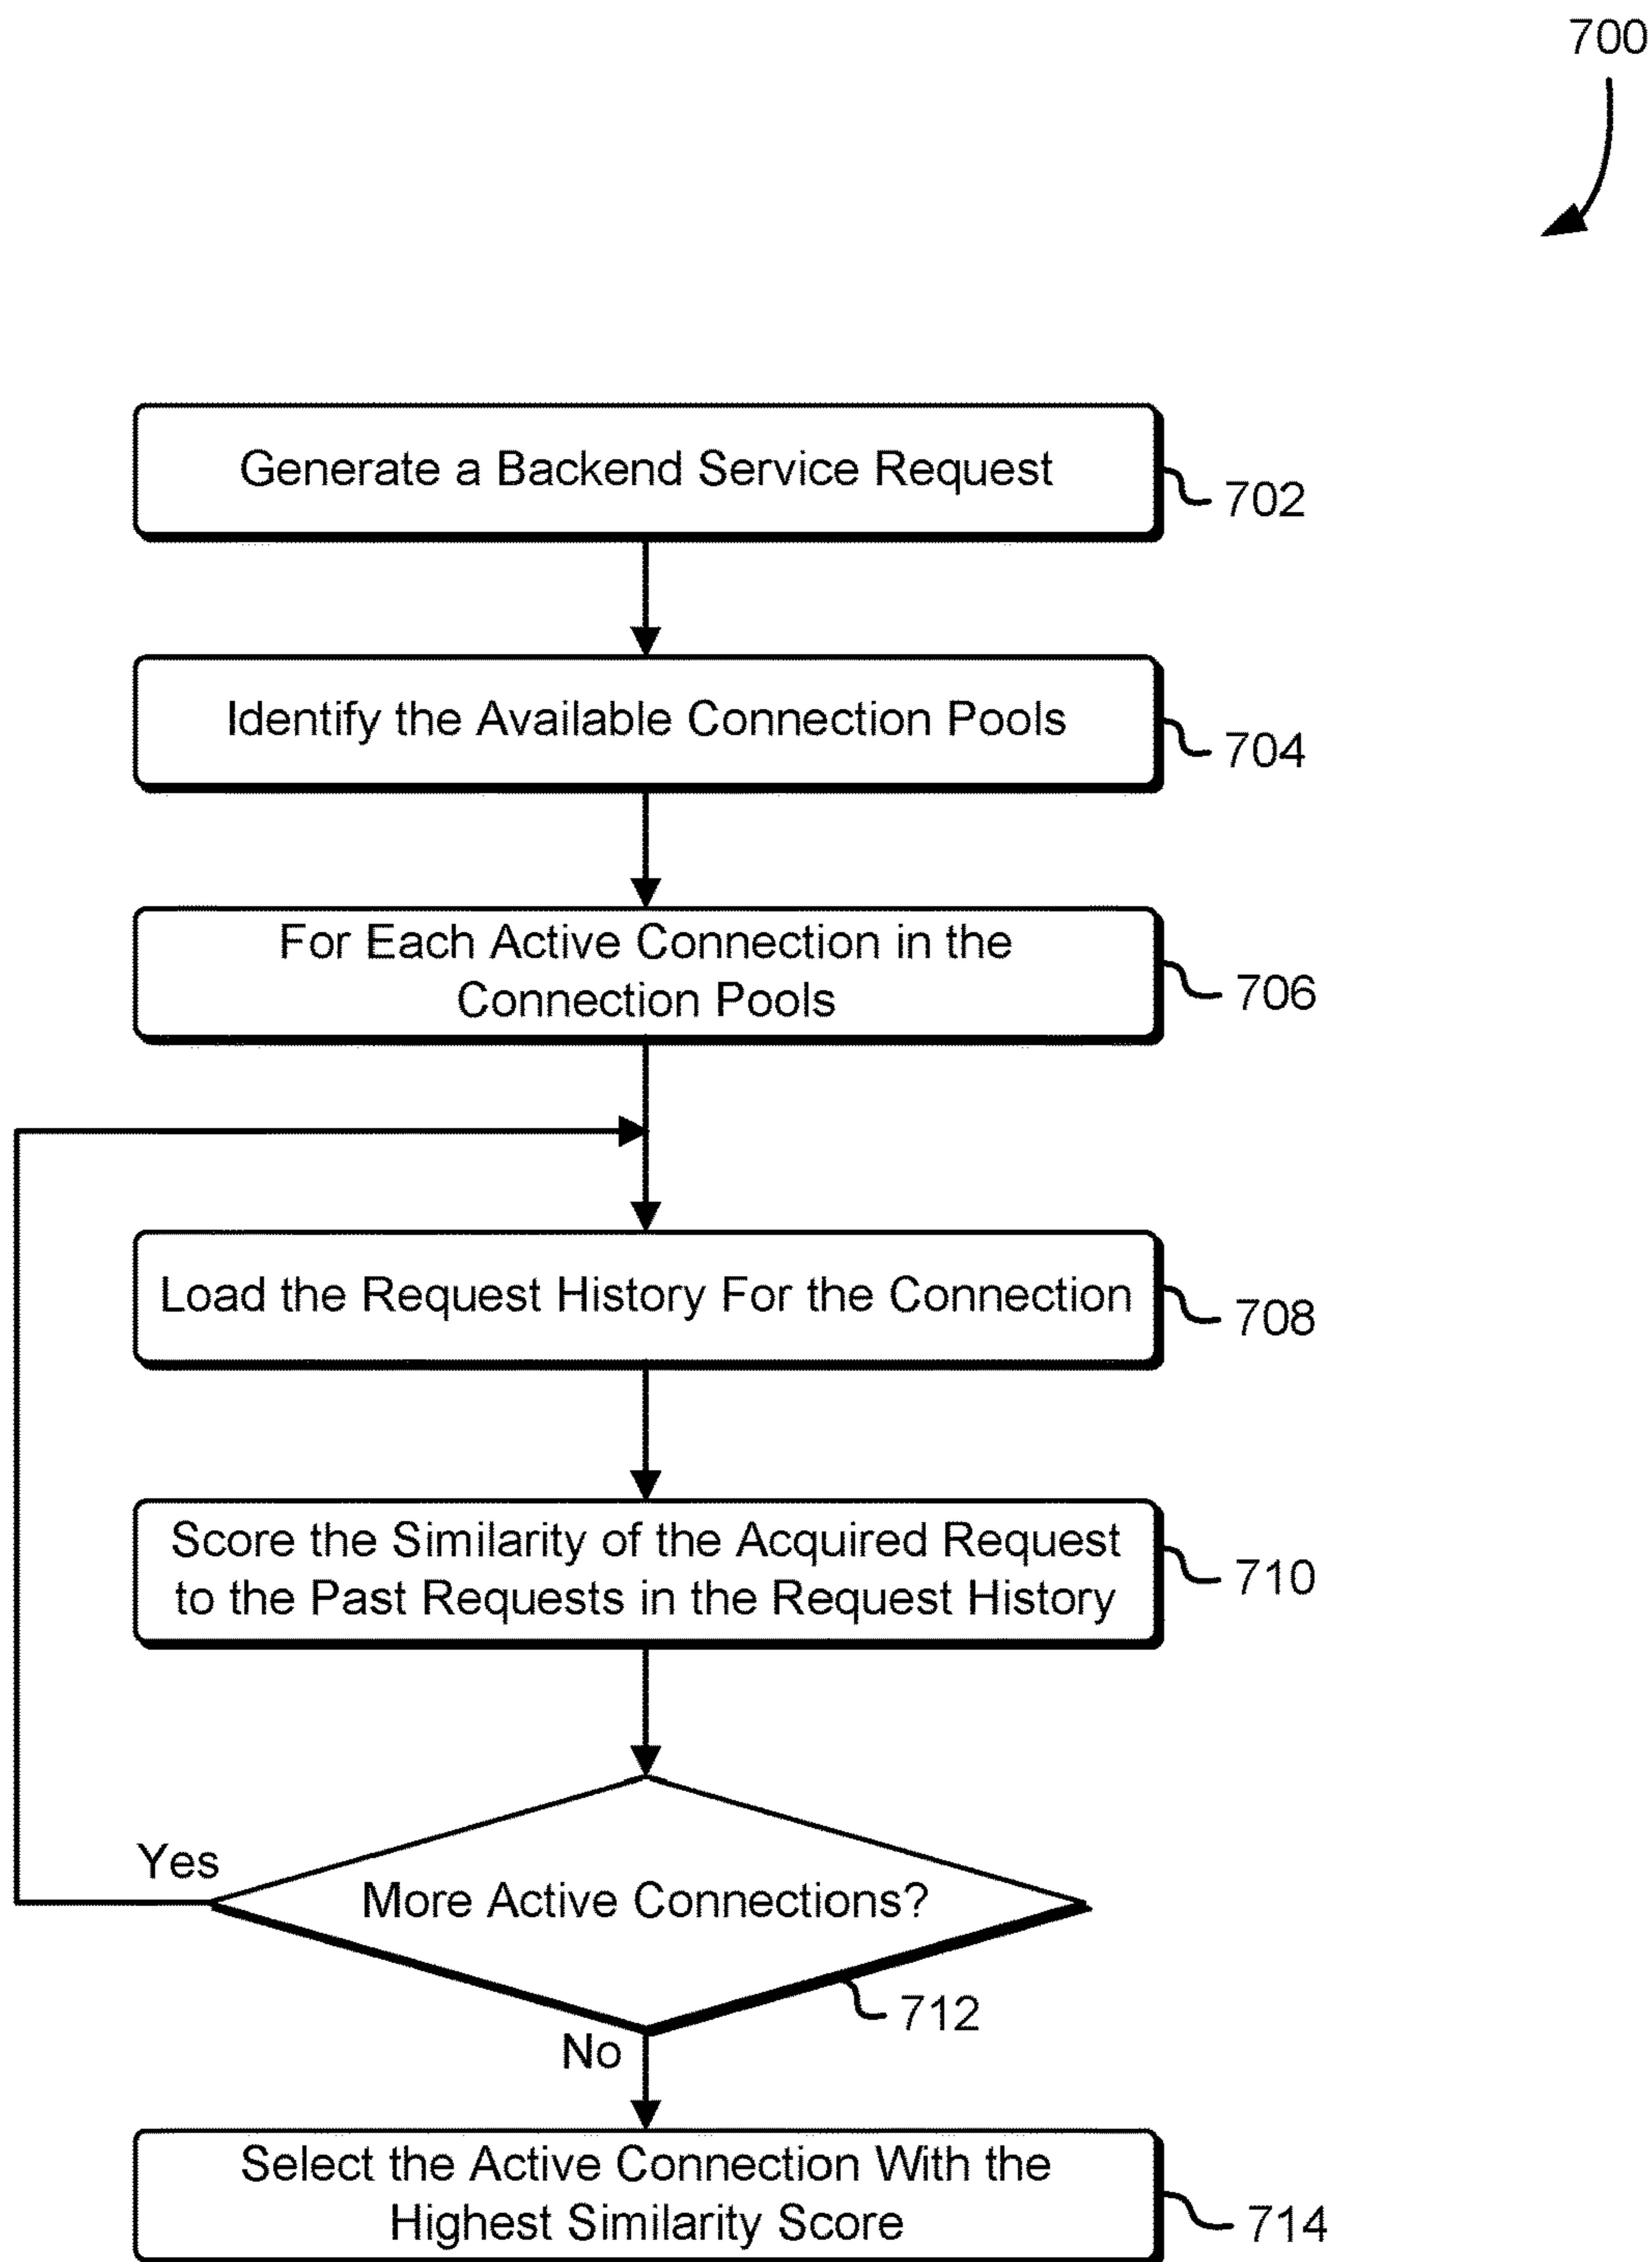 700
Generate a Backend Service Request
702
Identify the Available Connection Pools
704
For Each Active Connection in the
Connection Pools
706
Load the Request History For the Connection
708
Score the Similarity of the Acquired Request
to the Past Requests in the Request History
710
Yes
More Active Connections?
712
No
Select the Active Connection With the
Highest Similarity Score
714